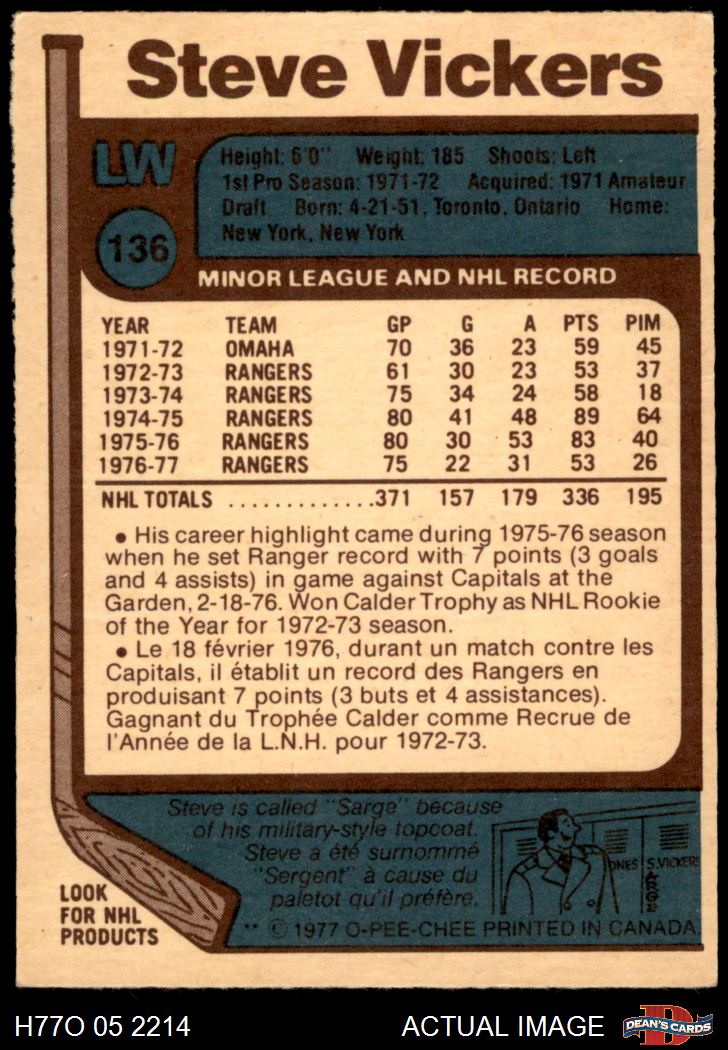 Steve Vickers
LW
Height: 6'0" Weight: 185 Shoots: Left
1st Pro Season: 1971-72 Acquired: 1971 Amateur
Draft Born: 4-21-51, Toronto, Ontario Home:
New York, New York
136
MINOR LEAGUE AND NHL RECORD
YEAR TEAM GP G A PTS PIM
1971-72 OMAHA 70 36 23 59 45
1972-73 RANGERS 61 30 23 53 37
1973-74 RANGERS 75 34 24 58 18
1974-75 RANGERS 80 41 48 89 64
1975-76 RANGERS 80 30 53 83 40
1976-77 RANGERS 75 22 31 53 26
NHL TOTALS .............371 157 179 336 195
• His career highlight came during 1975-76 season
when he set Ranger record with 7 points (3 goals
and 4 assists) in game against Capitals at the
Garden, 2-18-76. Won Calder Trophy as NHL Rookie
of the Year for 1972-73 season.
• Le 18 février 1976, durant un match contre les
Capitals, il établit un record des Rangers en
produisant 7 points (3 buts et 4 assistances).
Gagnant du Trophée Calder comme Recrue de
l'Année de la L.N.H. pour 1972-73.
Steve is called "Sarge" because
of his military-style topcoat.
Steve a été surnommé
"Sergent" à cause du
paletot qu'il préfère.
ONES S.VICKERS
LOOK
FOR NHL
PRODUCTS
** © 1977 O-PEE-CHEE PRINTED IN CANADA
H77O 05 2214 ACTUAL IMAGE
D
DEAN'S CARDS